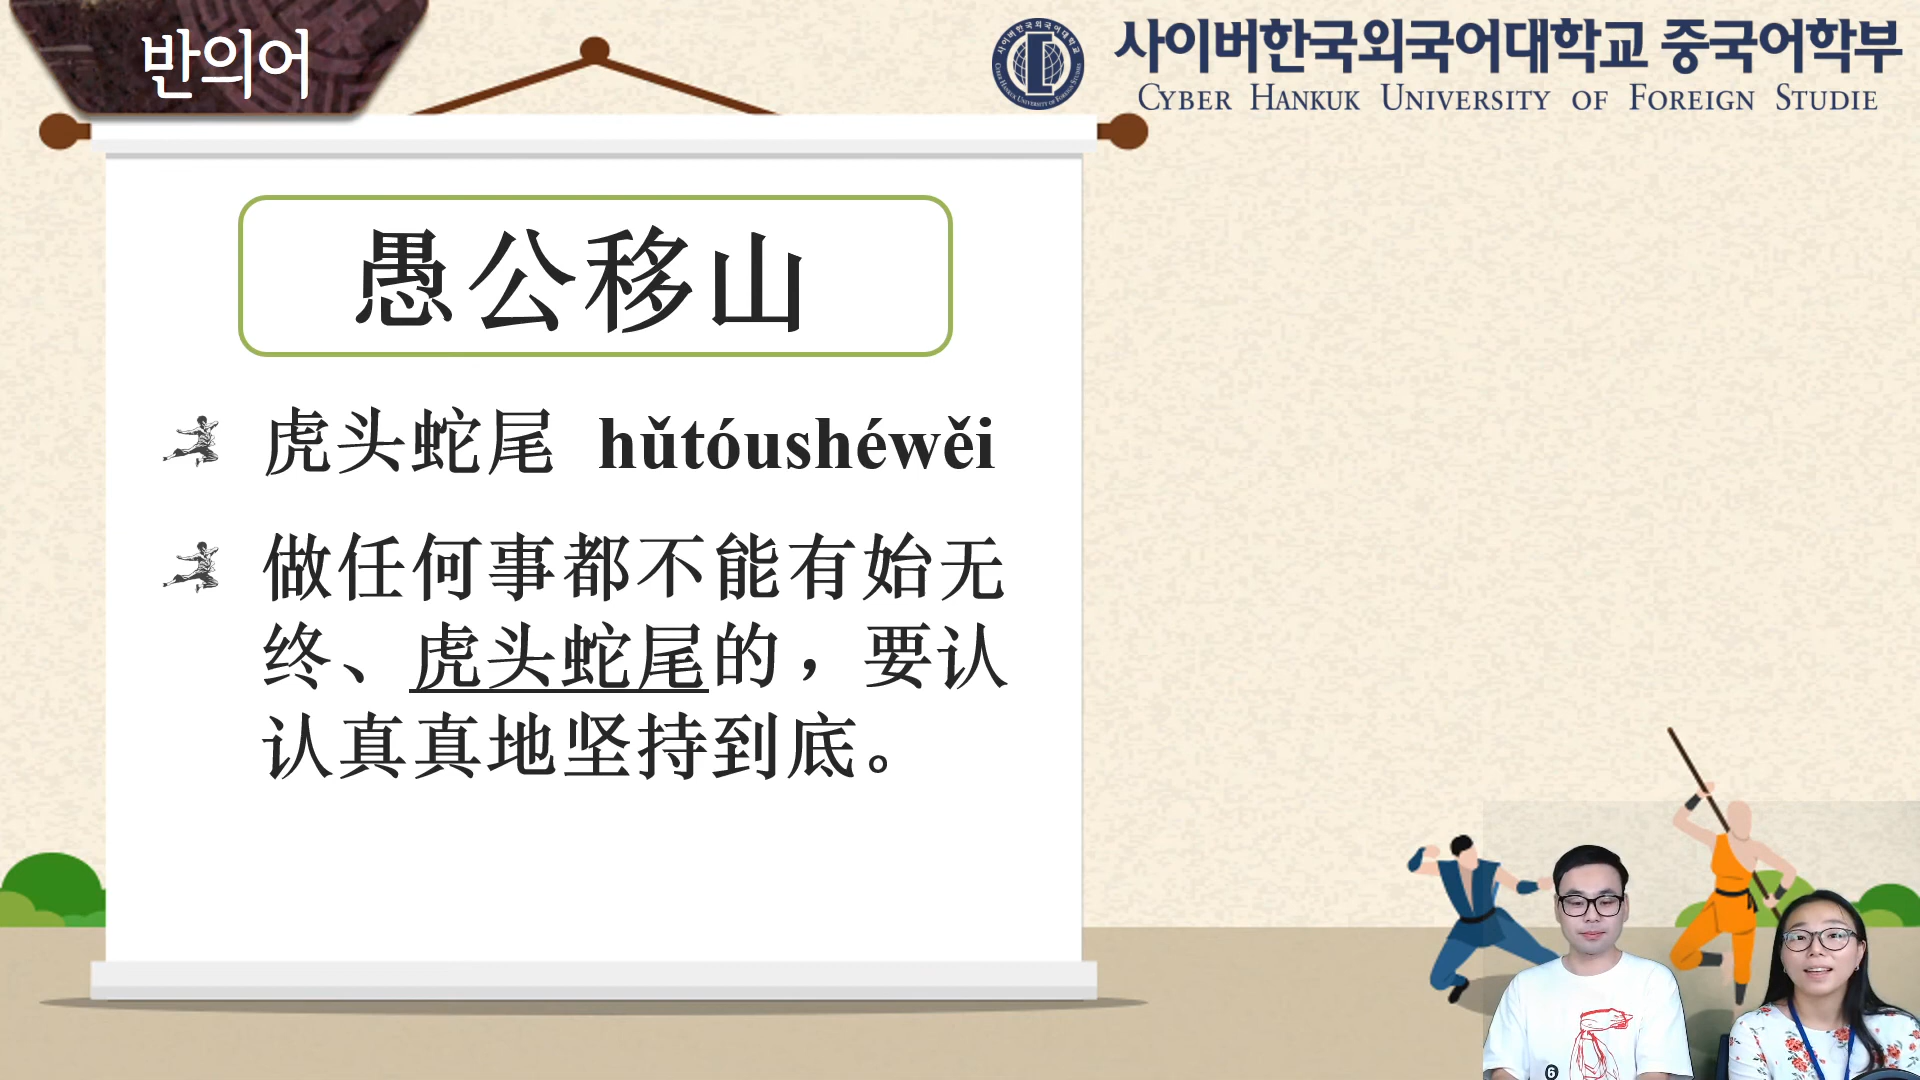 반의어
사이버한국외국어대학교 중국어학부
CYBER HANKUK UNIVERSITY OF FOREIGN STUDIE
愚公移山
虎头蛇尾 hǔtóushéwěi
做任何事都不能有始无
终、虎头蛇尾的，要认
认真真地坚持到底。
6